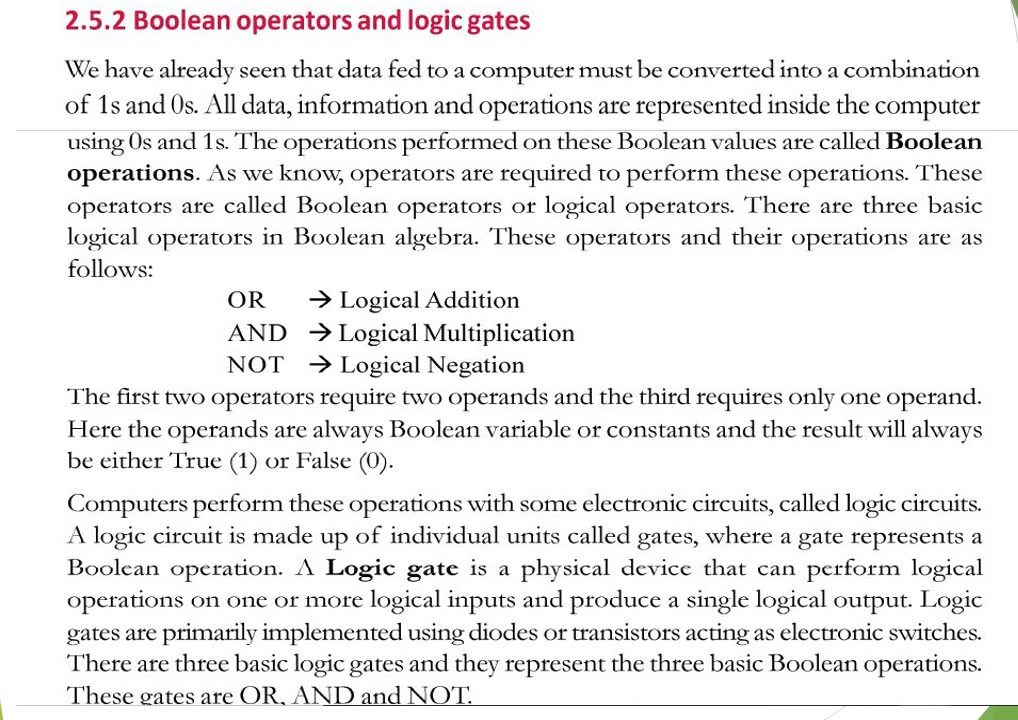 2.5.2 Boolean operators and logic gates
We have already seen that data fed to a computer must be converted into a combination
of 1s and 0s. All data, information and operations are represented inside the computer
using 0s and 1s. The operations performed on these Boolean values are called Boolean
operations. As we know, operators are required to perform these operations. These
operators are called Boolean operators or logical operators. There are three basic
logical operators in Boolean algebra. These operators and their operations are as
follows:
OR → Logical Addition
AND → Logical Multiplication
NOT → Logical Negation
The first two operators require two operands and the third requires only one operand.
Here the operands are always Boolean variable or constants and the result will always
be either True (1) or False (0).
Computers perform these operations with some electronic circuits, called logic circuits.
A logic circuit is made up of individual units called gates, where a gate represents a
Boolean operation. A Logic gate is a physical device that can perform logical
operations on one or more logical inputs and produce a single logical output. Logic
gates are primarily implemented using diodes or transistors acting as electronic switches.
There are three basic logic gates and they represent the three basic Boolean operations.
These gates are OR, AND and NOT.